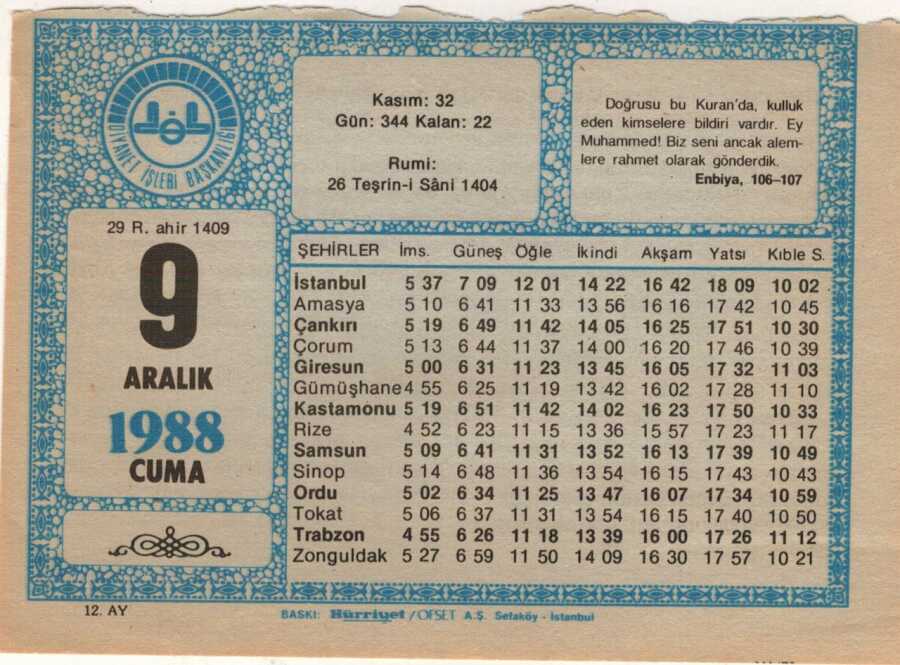 DİYANET İŞLERİ BAŞKANLIĞI
Kasım: 32
Gün: 344 Kalan: 22
Rumi:
26 Teşrin-i Sâni 1404
Doğrusu bu Kuran'da, kulluk
eden kimselere bildiri vardır. Ey
Muhammed! Biz seni ancak alem-
lere rahmet olarak gönderdik.
Enbiya, 106–107
29 R. ahir 1409
9
ARALIK
1988
CUMA
ŞEHİRLER İms. Güneş Öğle İkindi Akşam Yatsı Kıble S.
İstanbul 5 37 7 09 12 01 14 22 16 42 18 09 10 02
Amasya 5 10 6 41 11 33 13 56 16 16 17 42 10 45
Çankırı 5 19 6 49 11 42 14 05 16 25 17 51 10 30
Çorum 5 13 6 44 11 37 14 00 16 20 17 46 10 39
Giresun 5 00 6 31 11 23 13 45 16 05 17 32 11 03
Gümüşhane 4 55 6 25 11 19 13 42 16 02 17 28 11 10
Kastamonu 5 19 6 51 11 42 14 02 16 23 17 50 10 33
Rize 4 52 6 23 11 15 13 36 15 57 17 23 11 17
Samsun 5 09 6 41 11 31 13 52 16 13 17 39 10 49
Sinop 5 14 6 48 11 36 13 54 16 15 17 43 10 43
Ordu 5 02 6 34 11 25 13 47 16 07 17 34 10 59
Tokat 5 06 6 37 11 31 13 54 16 15 17 40 10 50
Trabzon 4 55 6 26 11 18 13 39 16 00 17 26 11 12
Zonguldak 5 27 6 59 11 50 14 09 16 30 17 57 10 21
12. AY
BASKI: Hürriyet / OFSET A.Ş. Sefaköy - İstanbul